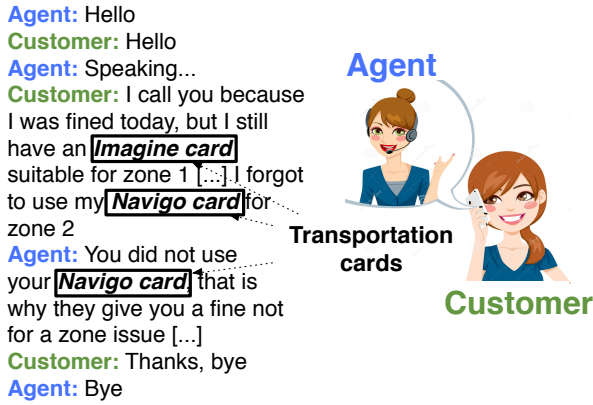 Agent: Hello
Customer: Hello
Agent: Speaking...
Customer: I call you because
I was fined today, but I still
have an Imagine card
suitable for zone 1 [...] I forgot
to use my Navigo card for
zone 2
Agent: You did not use
your Navigo card, that is
why they give you a fine not
for a zone issue [...]
Customer: Thanks, bye
Agent: Bye
Agent
Transportation
cards
Customer